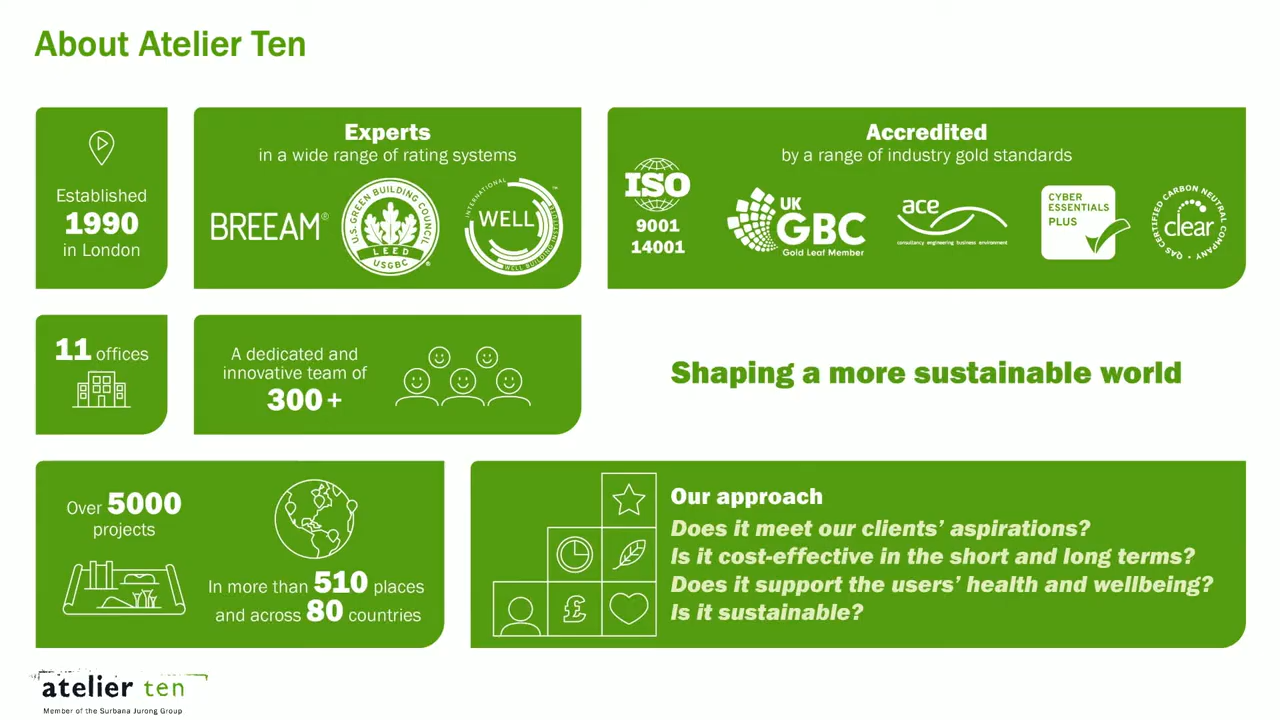 About Atelier Ten
Established
1990
in London
Experts
in a wide range of rating systems
BREEAM®
U.S. GREEN BUILDING COUNCIL
LEED
USGBC
®
INTERNATIONAL
WELL
WELL BUILDING INSTITUTE
™
Accredited
by a range of industry gold standards
ISO
9001
14001
UK
GBC
Gold Leaf Member
ace
consultancy engineering business environment
CYBER
ESSENTIALS
PLUS
QAS CERTIFIED CARBON NEUTRAL COMPANY
clear
11 offices
A dedicated and
innovative team of
300+
Shaping a more sustainable world
Over 5000
projects
In more than 510 places
and across 80 countries
£
Our approach
Does it meet our clients’ aspirations?
Is it cost-effective in the short and long terms?
Does it support the users’ health and wellbeing?
Is it sustainable?
atelier ten
Member of the Surbana Jurong Group